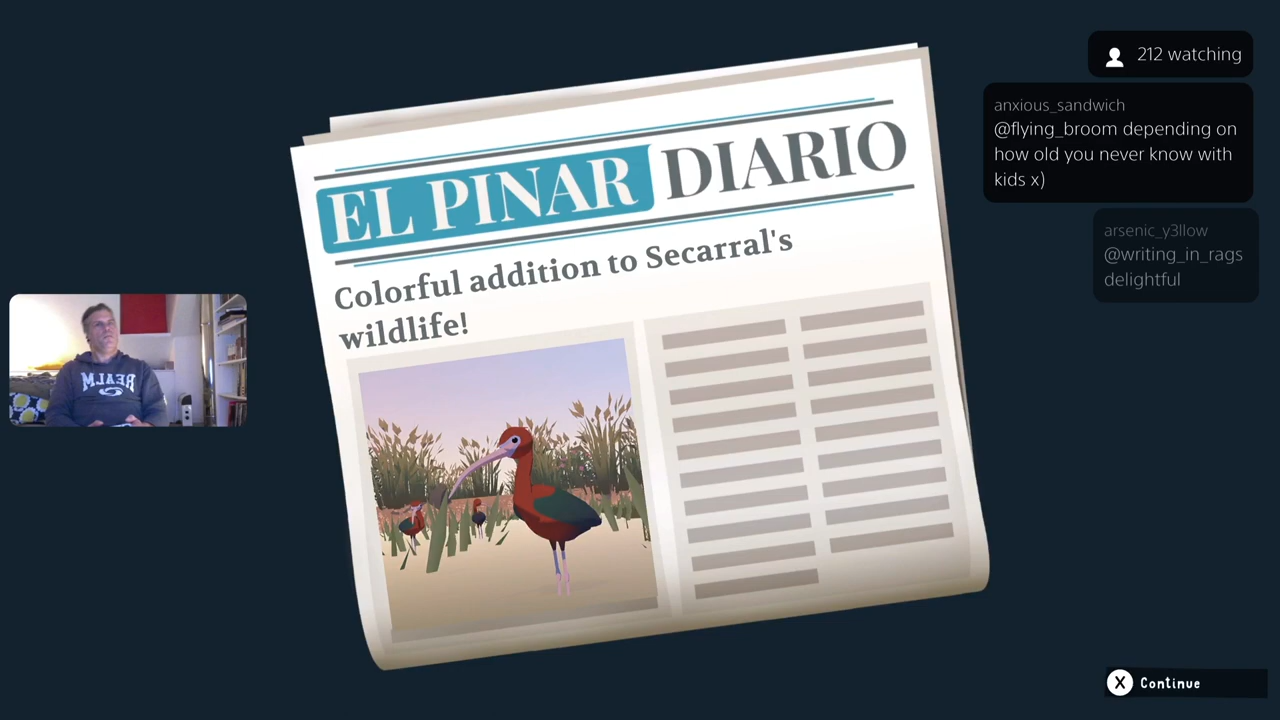 212 watching
anxious_sandwich
@flying_broom depending on
how old you never know with
kids x)
arsenic_y3llow
@writing_in_rags
delightful
EL PINAR DIARIO
Colorful addition to Secarral's
wildlife!
REALM
X Continue